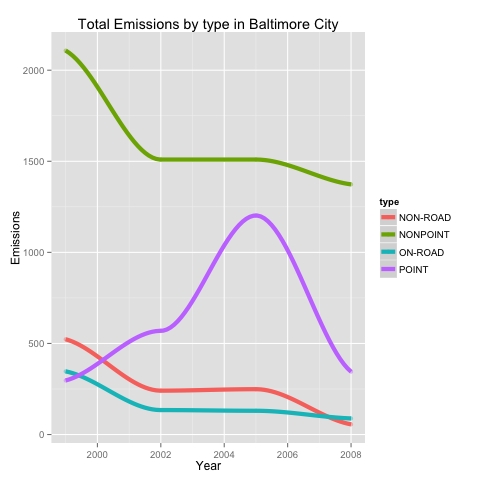 Total Emissions by type in Baltimore City
2000
1500
1000
500
0
Emissions
2000
2002
2004
2006
2008
Year
type
NON-ROAD
NONPOINT
ON-ROAD
POINT